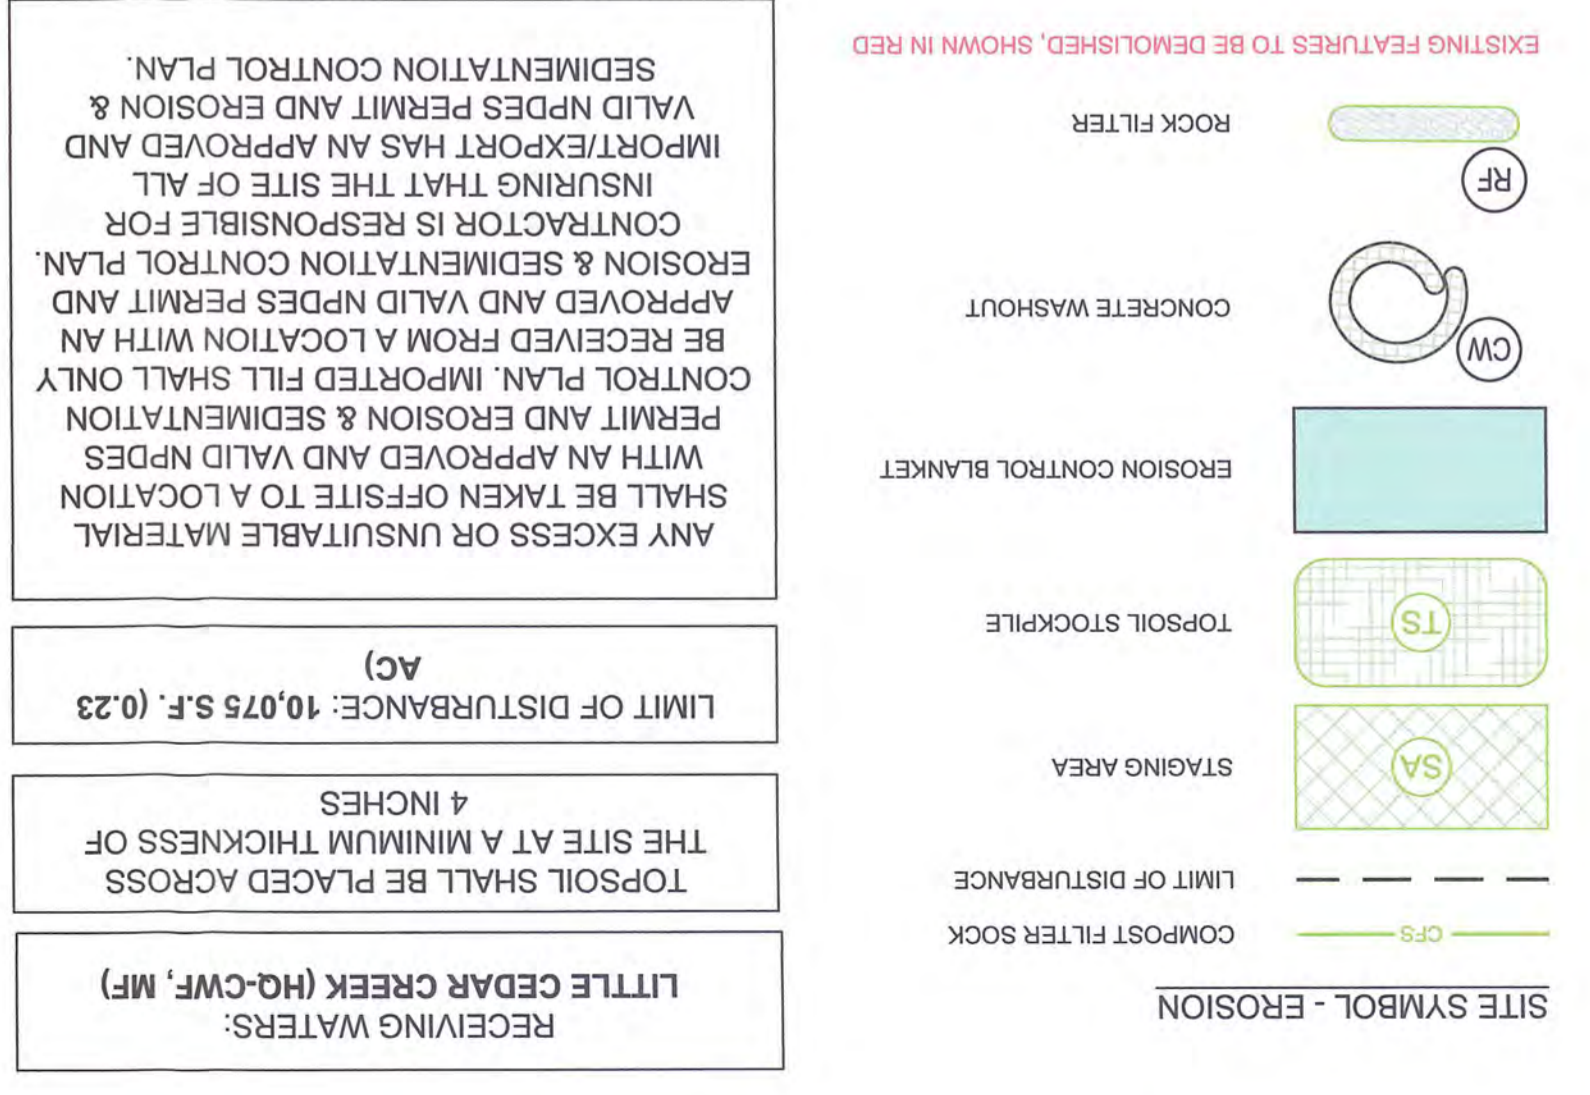 SITE SYMBOL - EROSION
CFS
COMPOST FILTER SOCK
LIMIT OF DISTURBANCE
SA
STAGING AREA
TS
TOPSOIL STOCKPILE
EROSION CONTROL BLANKET
CW
CONCRETE WASHOUT
RF
ROCK FILTER
EXISTING FEATURES TO BE DEMOLISHED, SHOWN IN RED
RECEIVING WATERS:
LITTLE CEDAR CREEK (HQ-CWF, MF)
TOPSOIL SHALL BE PLACED ACROSS
THE SITE AT A MINIMUM THICKNESS OF
4 INCHES
LIMIT OF DISTURBANCE: 10,075 S.F. (0.23
AC)
ANY EXCESS OR UNSUITABLE MATERIAL
SHALL BE TAKEN OFFSITE TO A LOCATION
WITH AN APPROVED AND VALID NPDES
PERMIT AND EROSION & SEDIMENTATION
CONTROL PLAN. IMPORTED FILL SHALL ONLY
BE RECEIVED FROM A LOCATION WITH AN
APPROVED AND VALID NPDES PERMIT AND
EROSION & SEDIMENTATION CONTROL PLAN.
CONTRACTOR IS RESPONSIBLE FOR
INSURING THAT THE SITE OF ALL
IMPORT/EXPORT HAS AN APPROVED AND
VALID NPDES PERMIT AND EROSION &
SEDIMENTATION CONTROL PLAN.